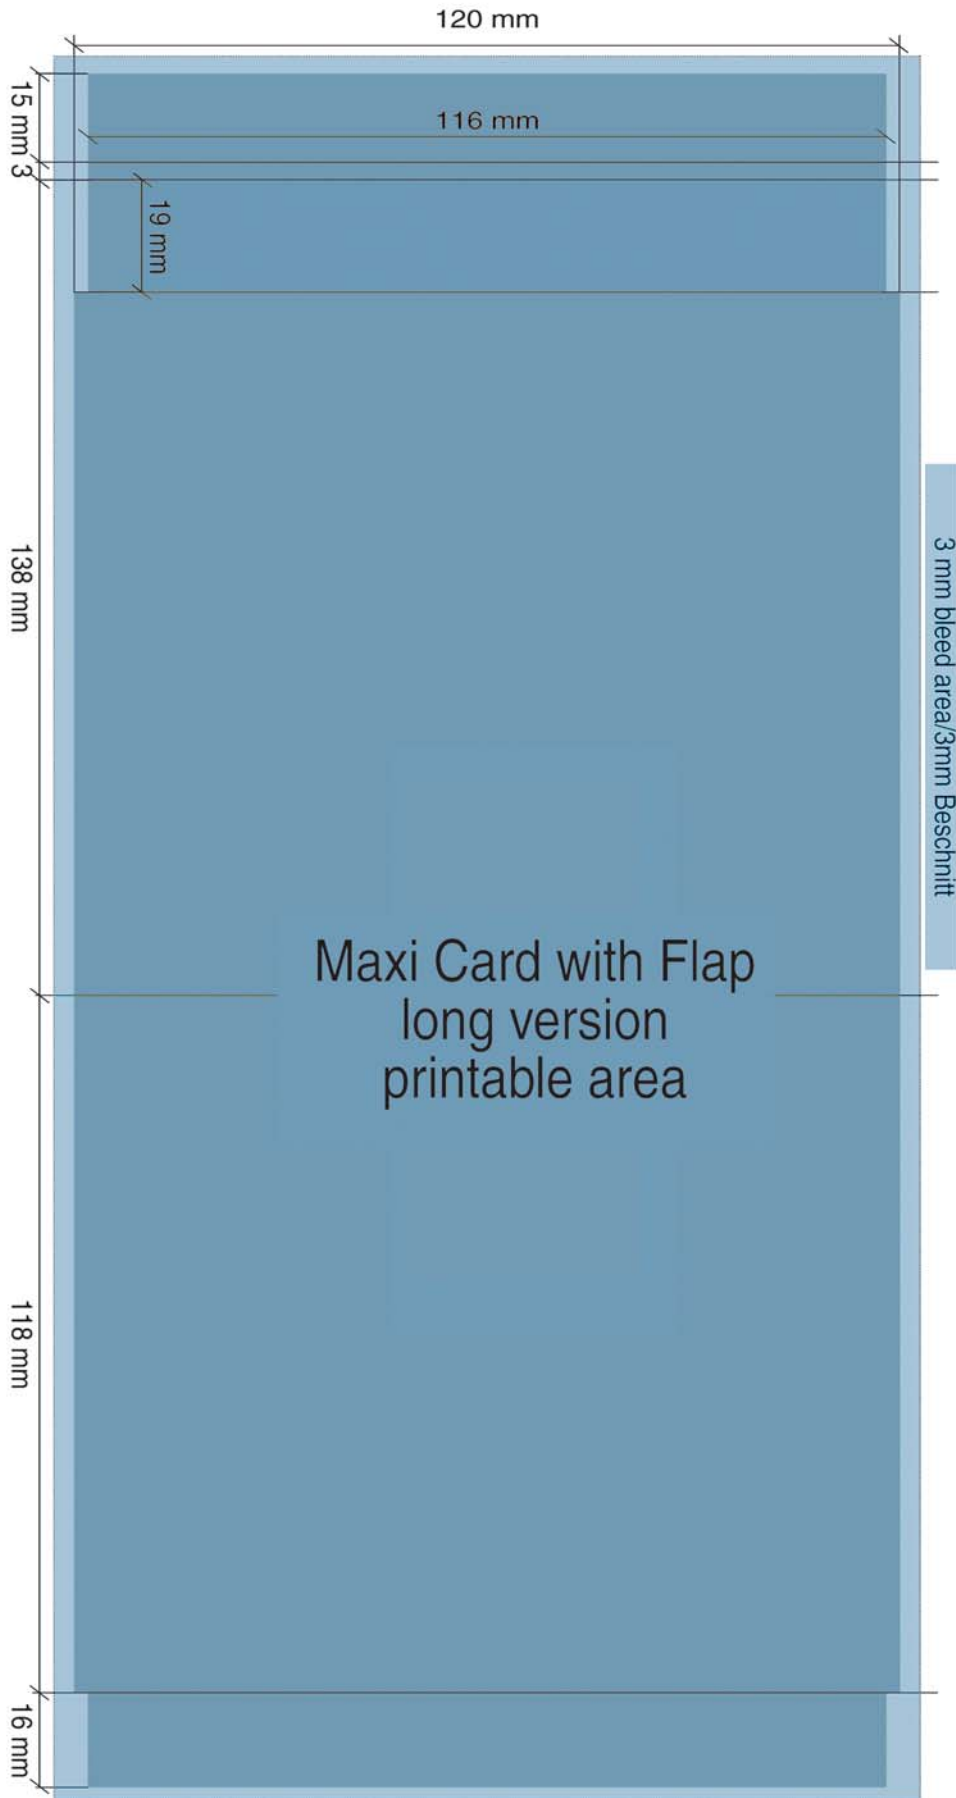 120 mm
116 mm
15 mm
3
19 mm
138 mm
3 mm bleed area/3mm Beschnitt
Maxi Card with Flap
long version
printable area
118 mm
16 mm